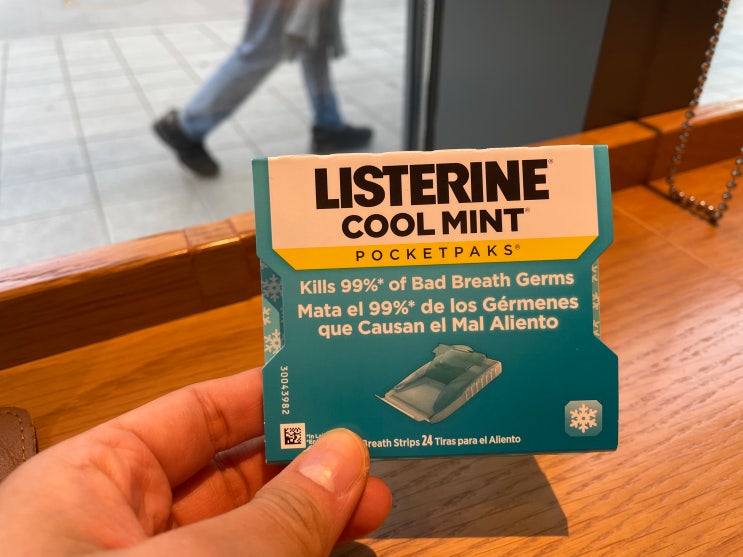 LISTERINE®
COOL MINT®
POCKETPAKS®
Kills 99%* of Bad Breath Germs
Mata el 99%* de los Gérmenes
que Causan el Mal Aliento
30043982
Breath Strips 24 Tiras para el Aliento